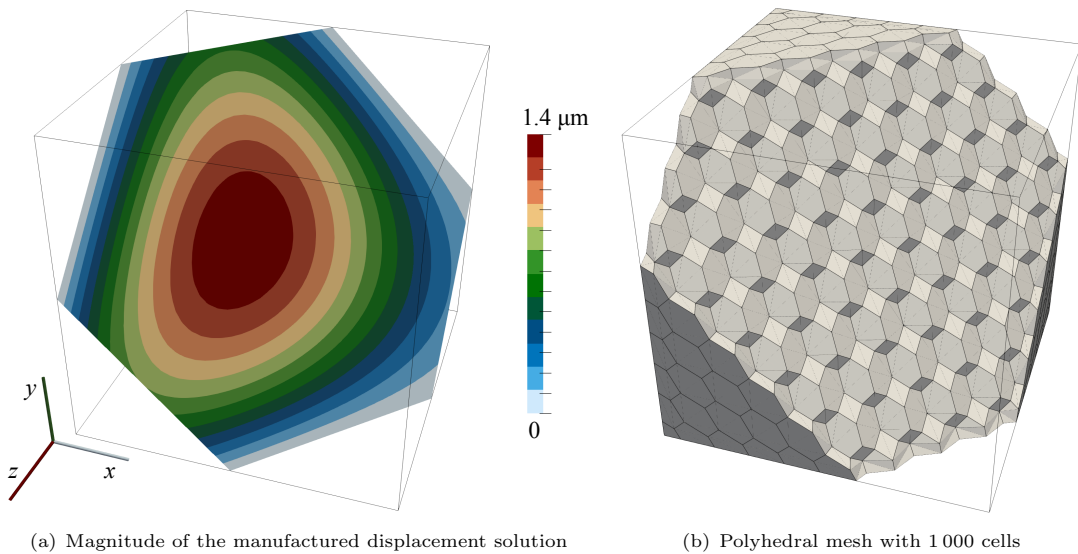 1.4 μm
0
y
z
x
(a) Magnitude of the manufactured displacement solution
(b) Polyhedral mesh with 1 000 cells